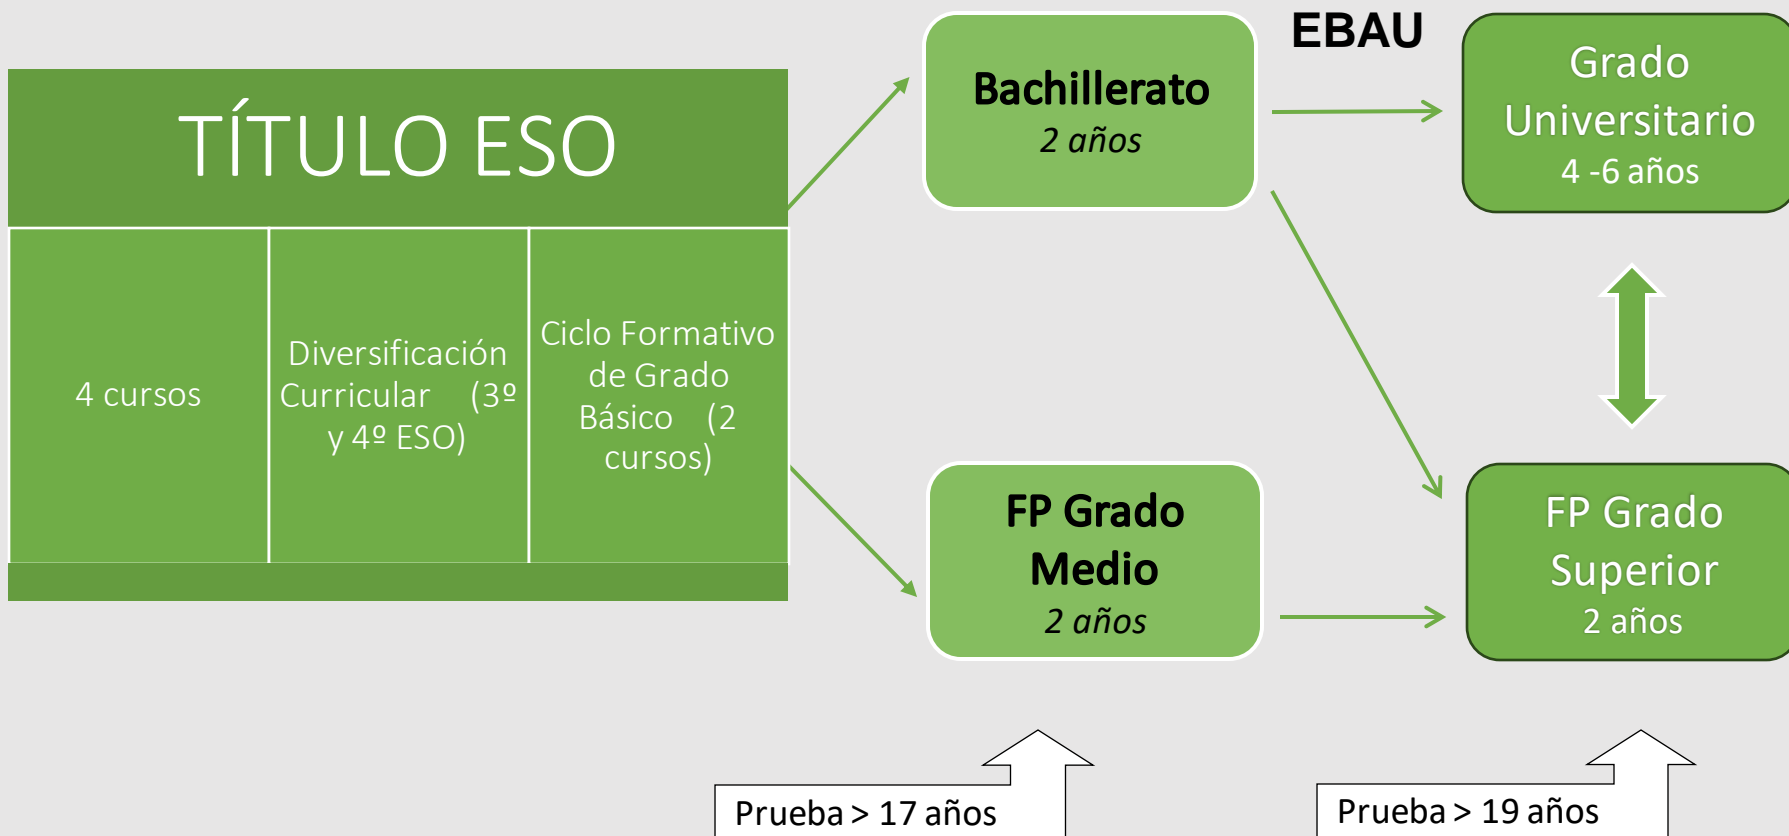 TÍTULO ESO
4 cursos
Diversificación
Curricular (3º
y 4º ESO)
Ciclo Formativo
de Grado
Básico (2
cursos)
Bachillerato
2 años
EBAU
Grado
Universitario
4 -6 años
FP Grado
Medio
2 años
FP Grado
Superior
2 años
Prueba > 17 años
Prueba > 19 años